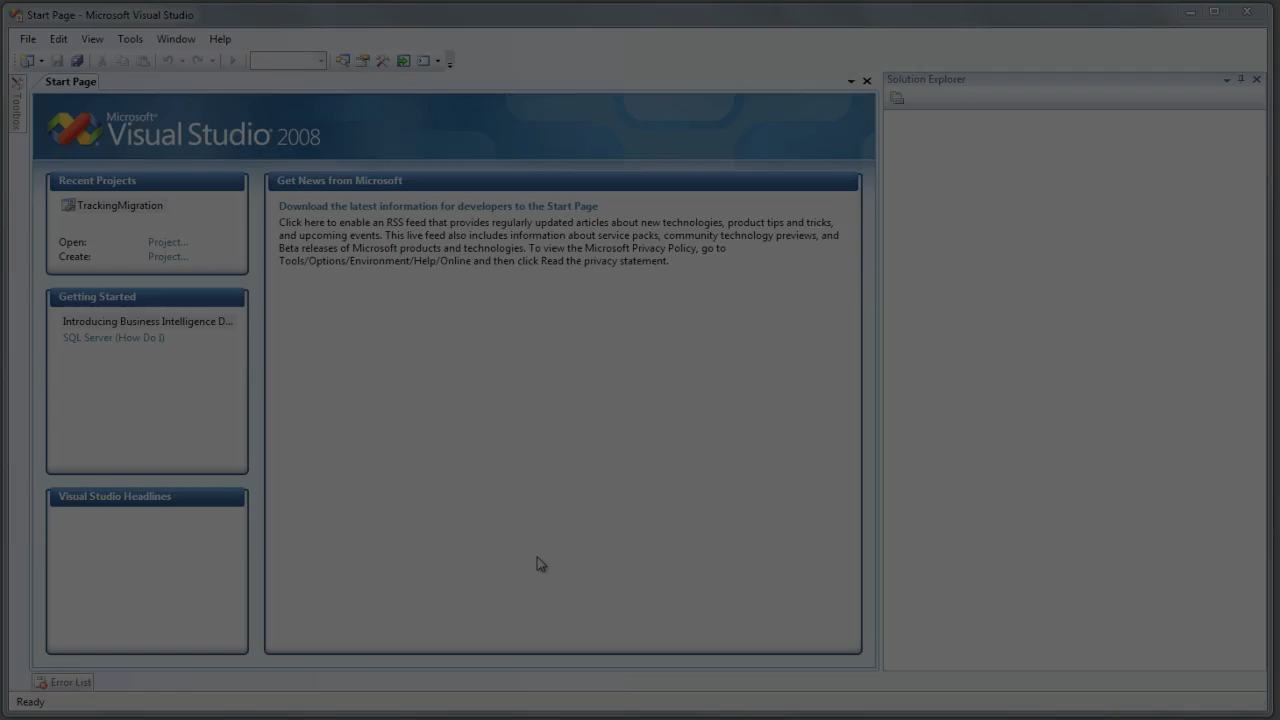 Start Page - Microsoft Visual Studio
File Edit View Tools Window Help
Start Page
Solution Explorer
Toolbox
Microsoft®
Visual Studio® 2008
Recent Projects
TrackingMigration
Open: Project...
Create: Project...
Getting Started
Introducing Business Intelligence D...
SQL Server (How Do I)
Visual Studio Headlines
Get News from Microsoft
Download the latest information for developers to the Start Page
Click here to enable an RSS feed that provides regularly updated articles about new technologies, product tips and tricks,
and upcoming events. This live feed also includes information about service packs, community technology previews, and
Beta releases of Microsoft products and technologies. To view the Microsoft Privacy Policy, go to
Tools/Options/Environment/Help/Online and then click Read the privacy statement.
Error List
Ready